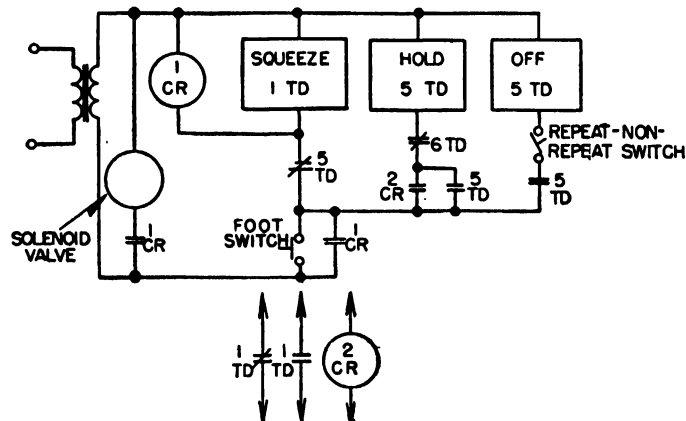 1
CR
SQUEEZE
1 TD
HOLD
5 TD
OFF
5 TD
6 TD
REPEAT-NON-
REPEAT SWITCH
5
TD
2
CR
5
TD
5
TD
FOOT
SWITCH
SOLENOID
VALVE
1
CR
1
CR
1
TD
1
TD
2
CR